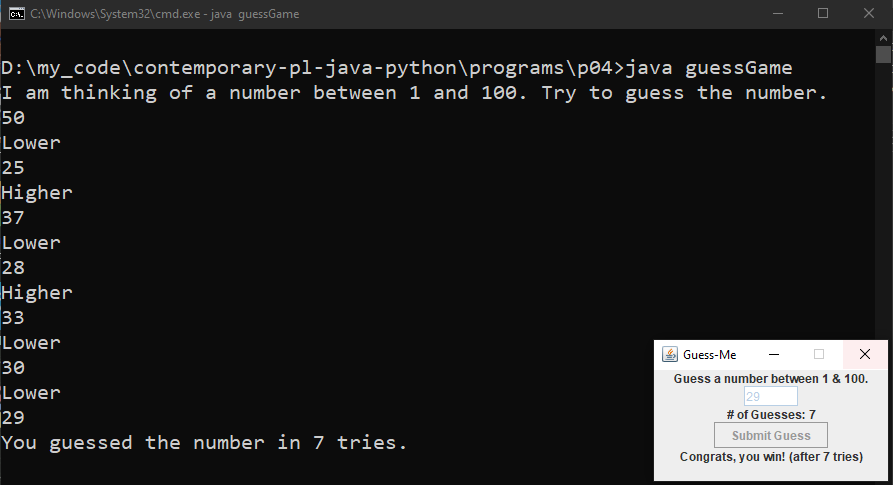 C:\Windows\System32\cmd.exe - java  guessGame
D:\my_code\contemporary-pl-java-python\programs\p04>java guessGame
I am thinking of a number between 1 and 100. Try to guess the number.
50
Lower
25
Higher
37
Lower
28
Higher
33
Lower
30
Lower
29
You guessed the number in 7 tries.
Guess-Me
Guess a number between 1 & 100.
29
# of Guesses: 7
Submit Guess
Congrats, you win! (after 7 tries)